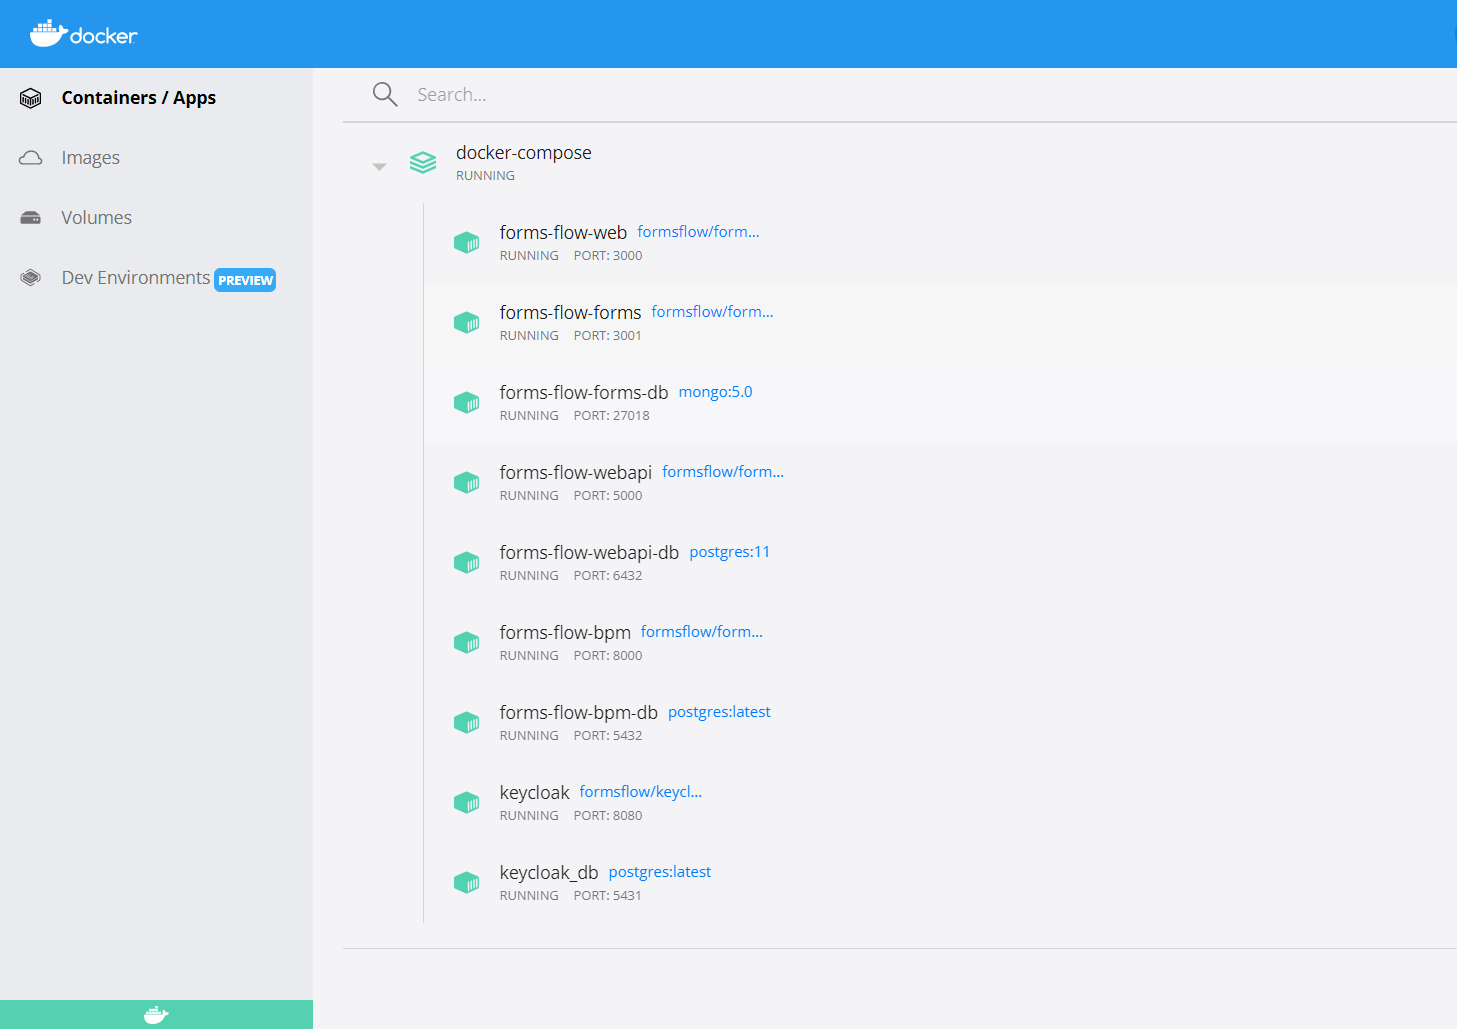 docker
Containers / Apps
Images
Volumes
Dev Environments PREVIEW
Search...
docker-compose
RUNNING
forms-flow-web formsflow/form...
RUNNING PORT: 3000
forms-flow-forms formsflow/form...
RUNNING PORT: 3001
forms-flow-forms-db mongo:5.0
RUNNING PORT: 27018
forms-flow-webapi formsflow/form...
RUNNING PORT: 5000
forms-flow-webapi-db postgres:11
RUNNING PORT: 6432
forms-flow-bpm formsflow/form...
RUNNING PORT: 8000
forms-flow-bpm-db postgres:latest
RUNNING PORT: 5432
keycloak formsflow/keycl...
RUNNING PORT: 8080
keycloak_db postgres:latest
RUNNING PORT: 5431